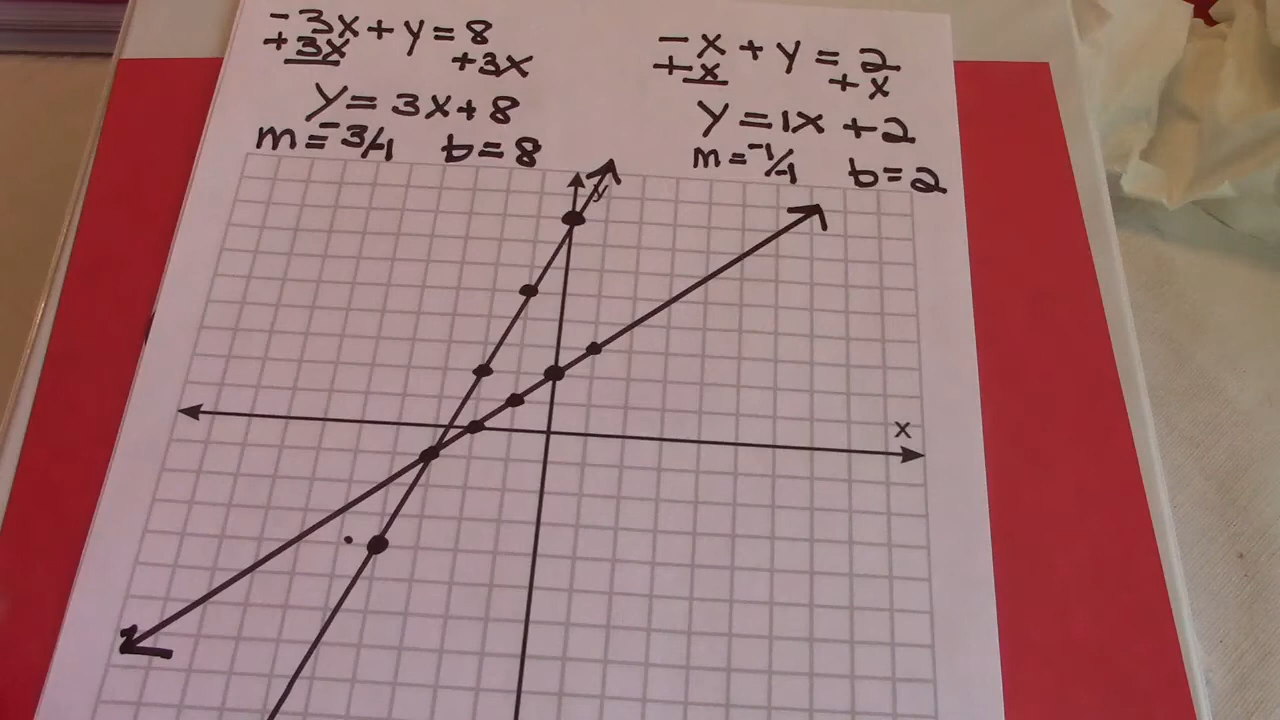 -3x + y = 8
+3x +3x
y = 3x + 8
m = -3/-1 b = 8
-x + y = 2
+x +x
y = 1x + 2
m = -1/-1 b = 2
y
x